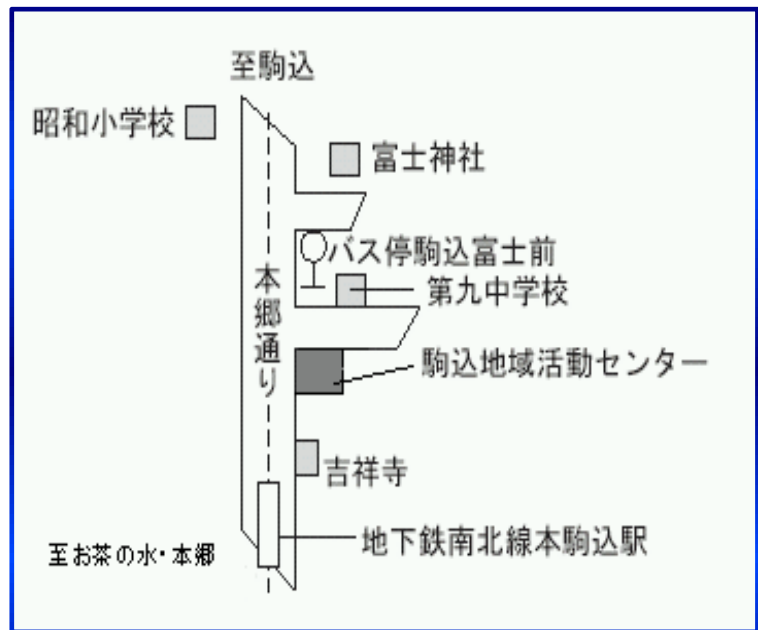 至駒込
昭和小学校
富士神社
バス停駒込富士前
第九中学校
本郷通り
駒込地域活動センター
吉祥寺
地下鉄南北線本駒込駅
至お茶の水・本郷